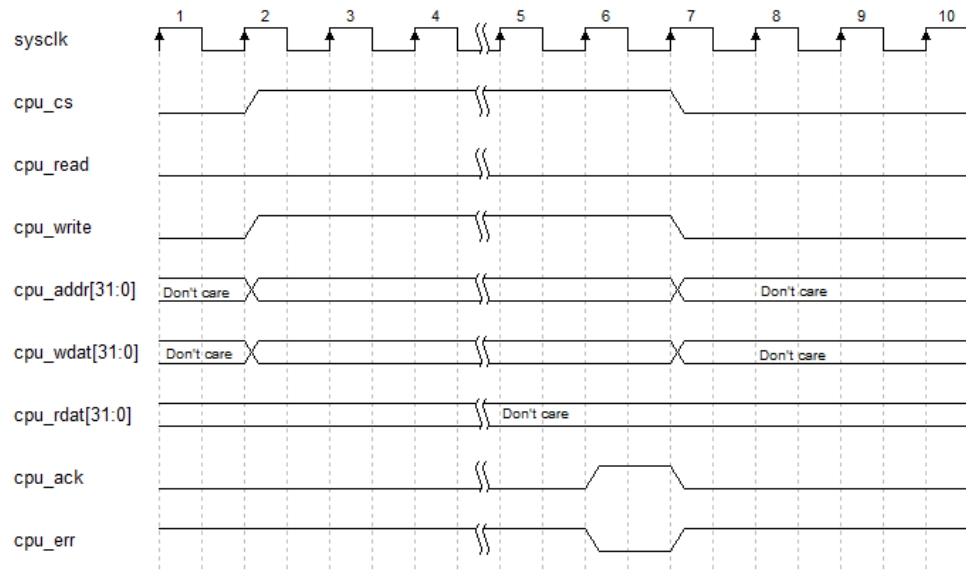 1 2 3 4 5 6 7 8 9 10
sysclk
cpu_cs
cpu_read
cpu_write
cpu_addr[31:0] Don't care Don't care
cpu_wdat[31:0] Don't care Don't care
cpu_rdat[31:0] Don't care
cpu_ack
cpu_err